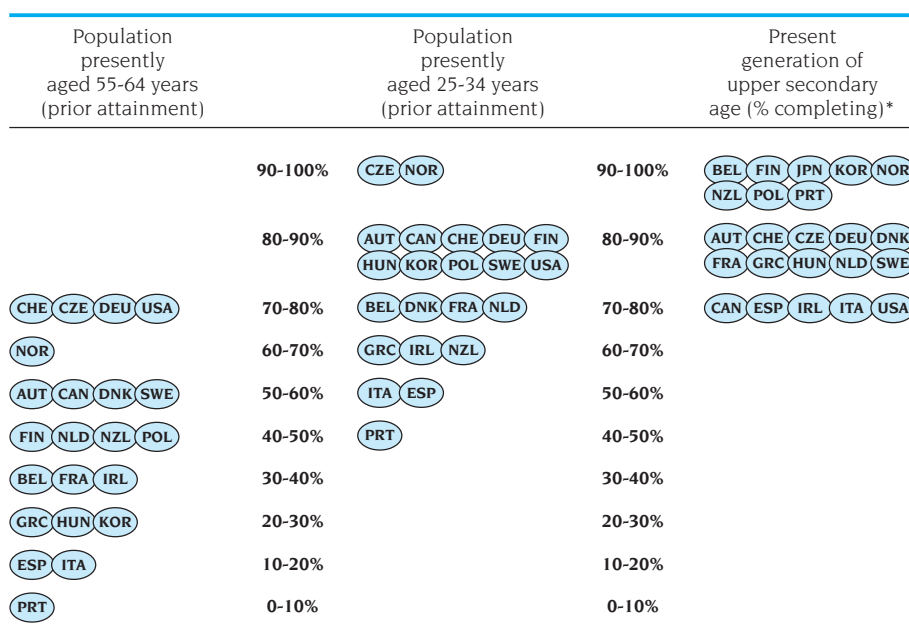 Population
presently
aged 55-64 years
(prior attainment)
Population
presently
aged 25-34 years
(prior attainment)
Present
generation of
upper secondary
age (% completing)*
90-100% CZE NOR 90-100% BEL FIN JPN KOR NOR
NZL POL PRT
80-90% AUT CAN CHE DEU FIN 80-90% AUT CHE CZE DEU DNK
HUN KOR POL SWE USA FRA GRC HUN NLD SWE
CHE CZE DEU USA 70-80% BEL DNK FRA NLD 70-80% CAN ESP IRL ITA USA
NOR 60-70% GRC IRL NZL 60-70%
AUT CAN DNK SWE 50-60% ITA ESP 50-60%
FIN NLD NZL POL 40-50% PRT 40-50%
BEL FRA IRL 30-40% 30-40%
GRC HUN KOR 20-30% 20-30%
ESP ITA 10-20% 10-20%
PRT 0-10% 0-10%